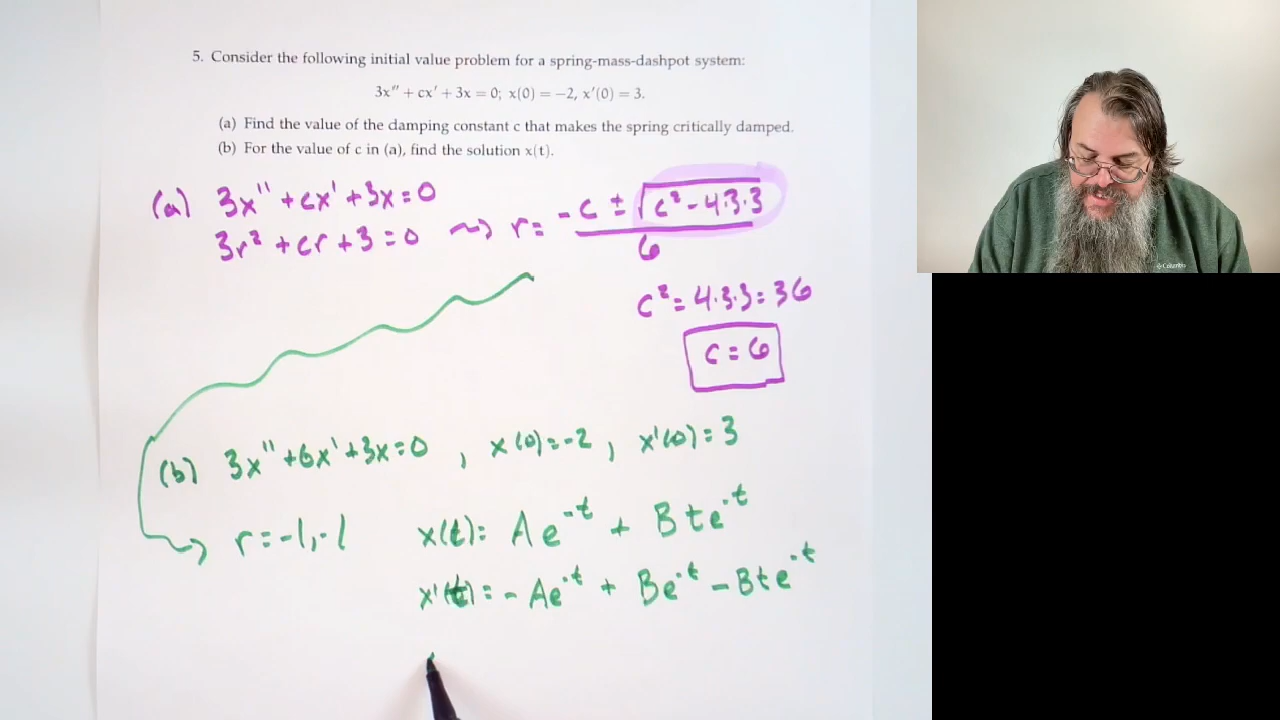 5. Consider the following initial value problem for a spring-mass-dashpot system:
3x″ + cx′ + 3x = 0; x(0) = −2, x′(0) = 3.
(a) Find the value of the damping constant c that makes the spring critically damped.
(b) For the value of c in (a), find the solution x(t).
(a) 3x'' + cx' + 3x = 0
3r² + cr + 3 = 0 ⇝ r = (-c ± √(c² - 4·3·3)) / 6
c² = 4·3·3 = 36
c = 6
(b) 3x'' + 6x' + 3x = 0 , x(0) = -2 , x'(0) = 3
r = -1, -1 x(t) = Ae^{-t} + Bte^{-t}
x'(t) = -Ae^{-t} + Be^{-t} - Bte^{-t}
Columbia